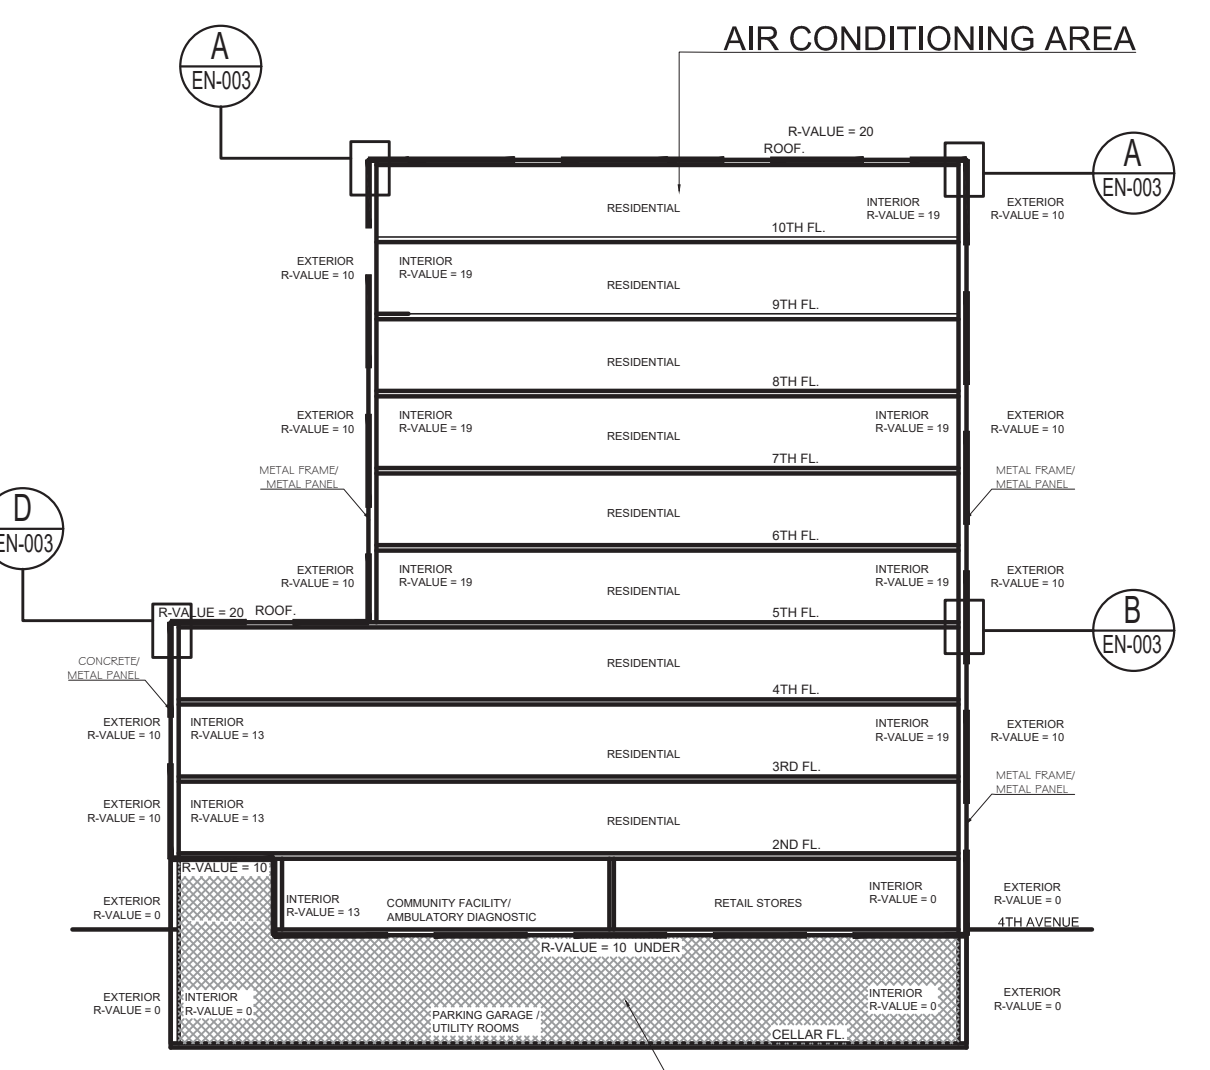 AIR CONDITIONING AREA
A
EN-003
R-VALUE = 20
ROOF.
A
EN-003
RESIDENTIAL
INTERIOR
R-VALUE = 19
EXTERIOR
R-VALUE = 10
10TH FL.
EXTERIOR
R-VALUE = 10
INTERIOR
R-VALUE = 19
RESIDENTIAL
9TH FL.
RESIDENTIAL
8TH FL.
EXTERIOR
R-VALUE = 10
INTERIOR
R-VALUE = 19
RESIDENTIAL
INTERIOR
R-VALUE = 19
EXTERIOR
R-VALUE = 10
7TH FL.
METAL FRAME/
METAL PANEL
METAL FRAME/
METAL PANEL
D
EN-003
RESIDENTIAL
6TH FL.
EXTERIOR
R-VALUE = 10
INTERIOR
R-VALUE = 19
RESIDENTIAL
INTERIOR
R-VALUE = 19
EXTERIOR
R-VALUE = 10
R-VALUE = 20 ROOF.
5TH FL.
B
EN-003
CONCRETE/
METAL PANEL
RESIDENTIAL
4TH FL.
EXTERIOR
R-VALUE = 10
INTERIOR
R-VALUE = 13
INTERIOR
R-VALUE = 19
EXTERIOR
R-VALUE = 10
RESIDENTIAL
3RD FL.
METAL FRAME/
METAL PANEL
EXTERIOR
R-VALUE = 10
INTERIOR
R-VALUE = 13
RESIDENTIAL
2ND FL.
R-VALUE = 10
EXTERIOR
R-VALUE = 0
INTERIOR
R-VALUE = 13
COMMUNITY FACILITY/
AMBULATORY DIAGNOSTIC
RETAIL STORES
INTERIOR
R-VALUE = 0
EXTERIOR
R-VALUE = 0
4TH AVENUE
R-VALUE = 10 UNDER
EXTERIOR
R-VALUE = 0
INTERIOR
R-VALUE = 0
PARKING GARAGE /
UTILITY ROOMS
INTERIOR
R-VALUE = 0
EXTERIOR
R-VALUE = 0
CELLAR FL.